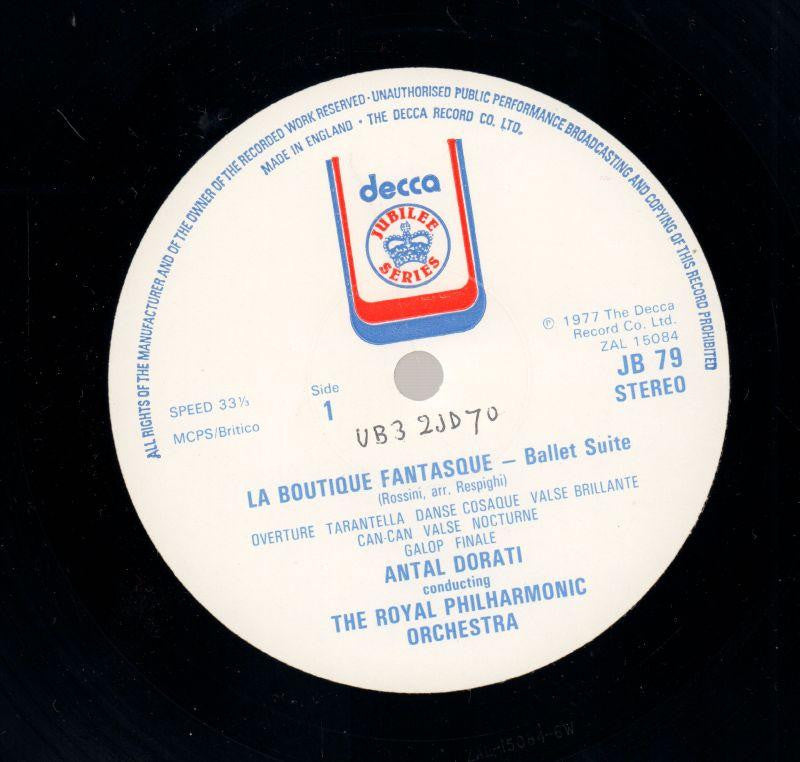 ALL RIGHTS OF THE MANUFACTURER AND OF THE OWNER OF THE RECORDED WORK RESERVED · UNAUTHORISED PUBLIC PERFORMANCE BROADCASTING AND COPYING OF THIS RECORD PROHIBITED
MADE IN ENGLAND · THE DECCA RECORD CO. LTD.
decca
JUBILEE
SERIES
℗ 1977 The Decca
Record Co. Ltd.
ZAL 15084
JB 79
STEREO
SPEED 33⅓
MCPS/Britico
Side
1
UB3 2JD70
LA BOUTIQUE FANTASQUE – Ballet Suite
(Rossini, arr. Respighi)
OVERTURE TARANTELLA DANSE COSAQUE VALSE BRILLANTE
CAN-CAN VALSE NOCTURNE
GALOP FINALE
ANTAL DORATI
conducting
THE ROYAL PHILHARMONIC
ORCHESTRA